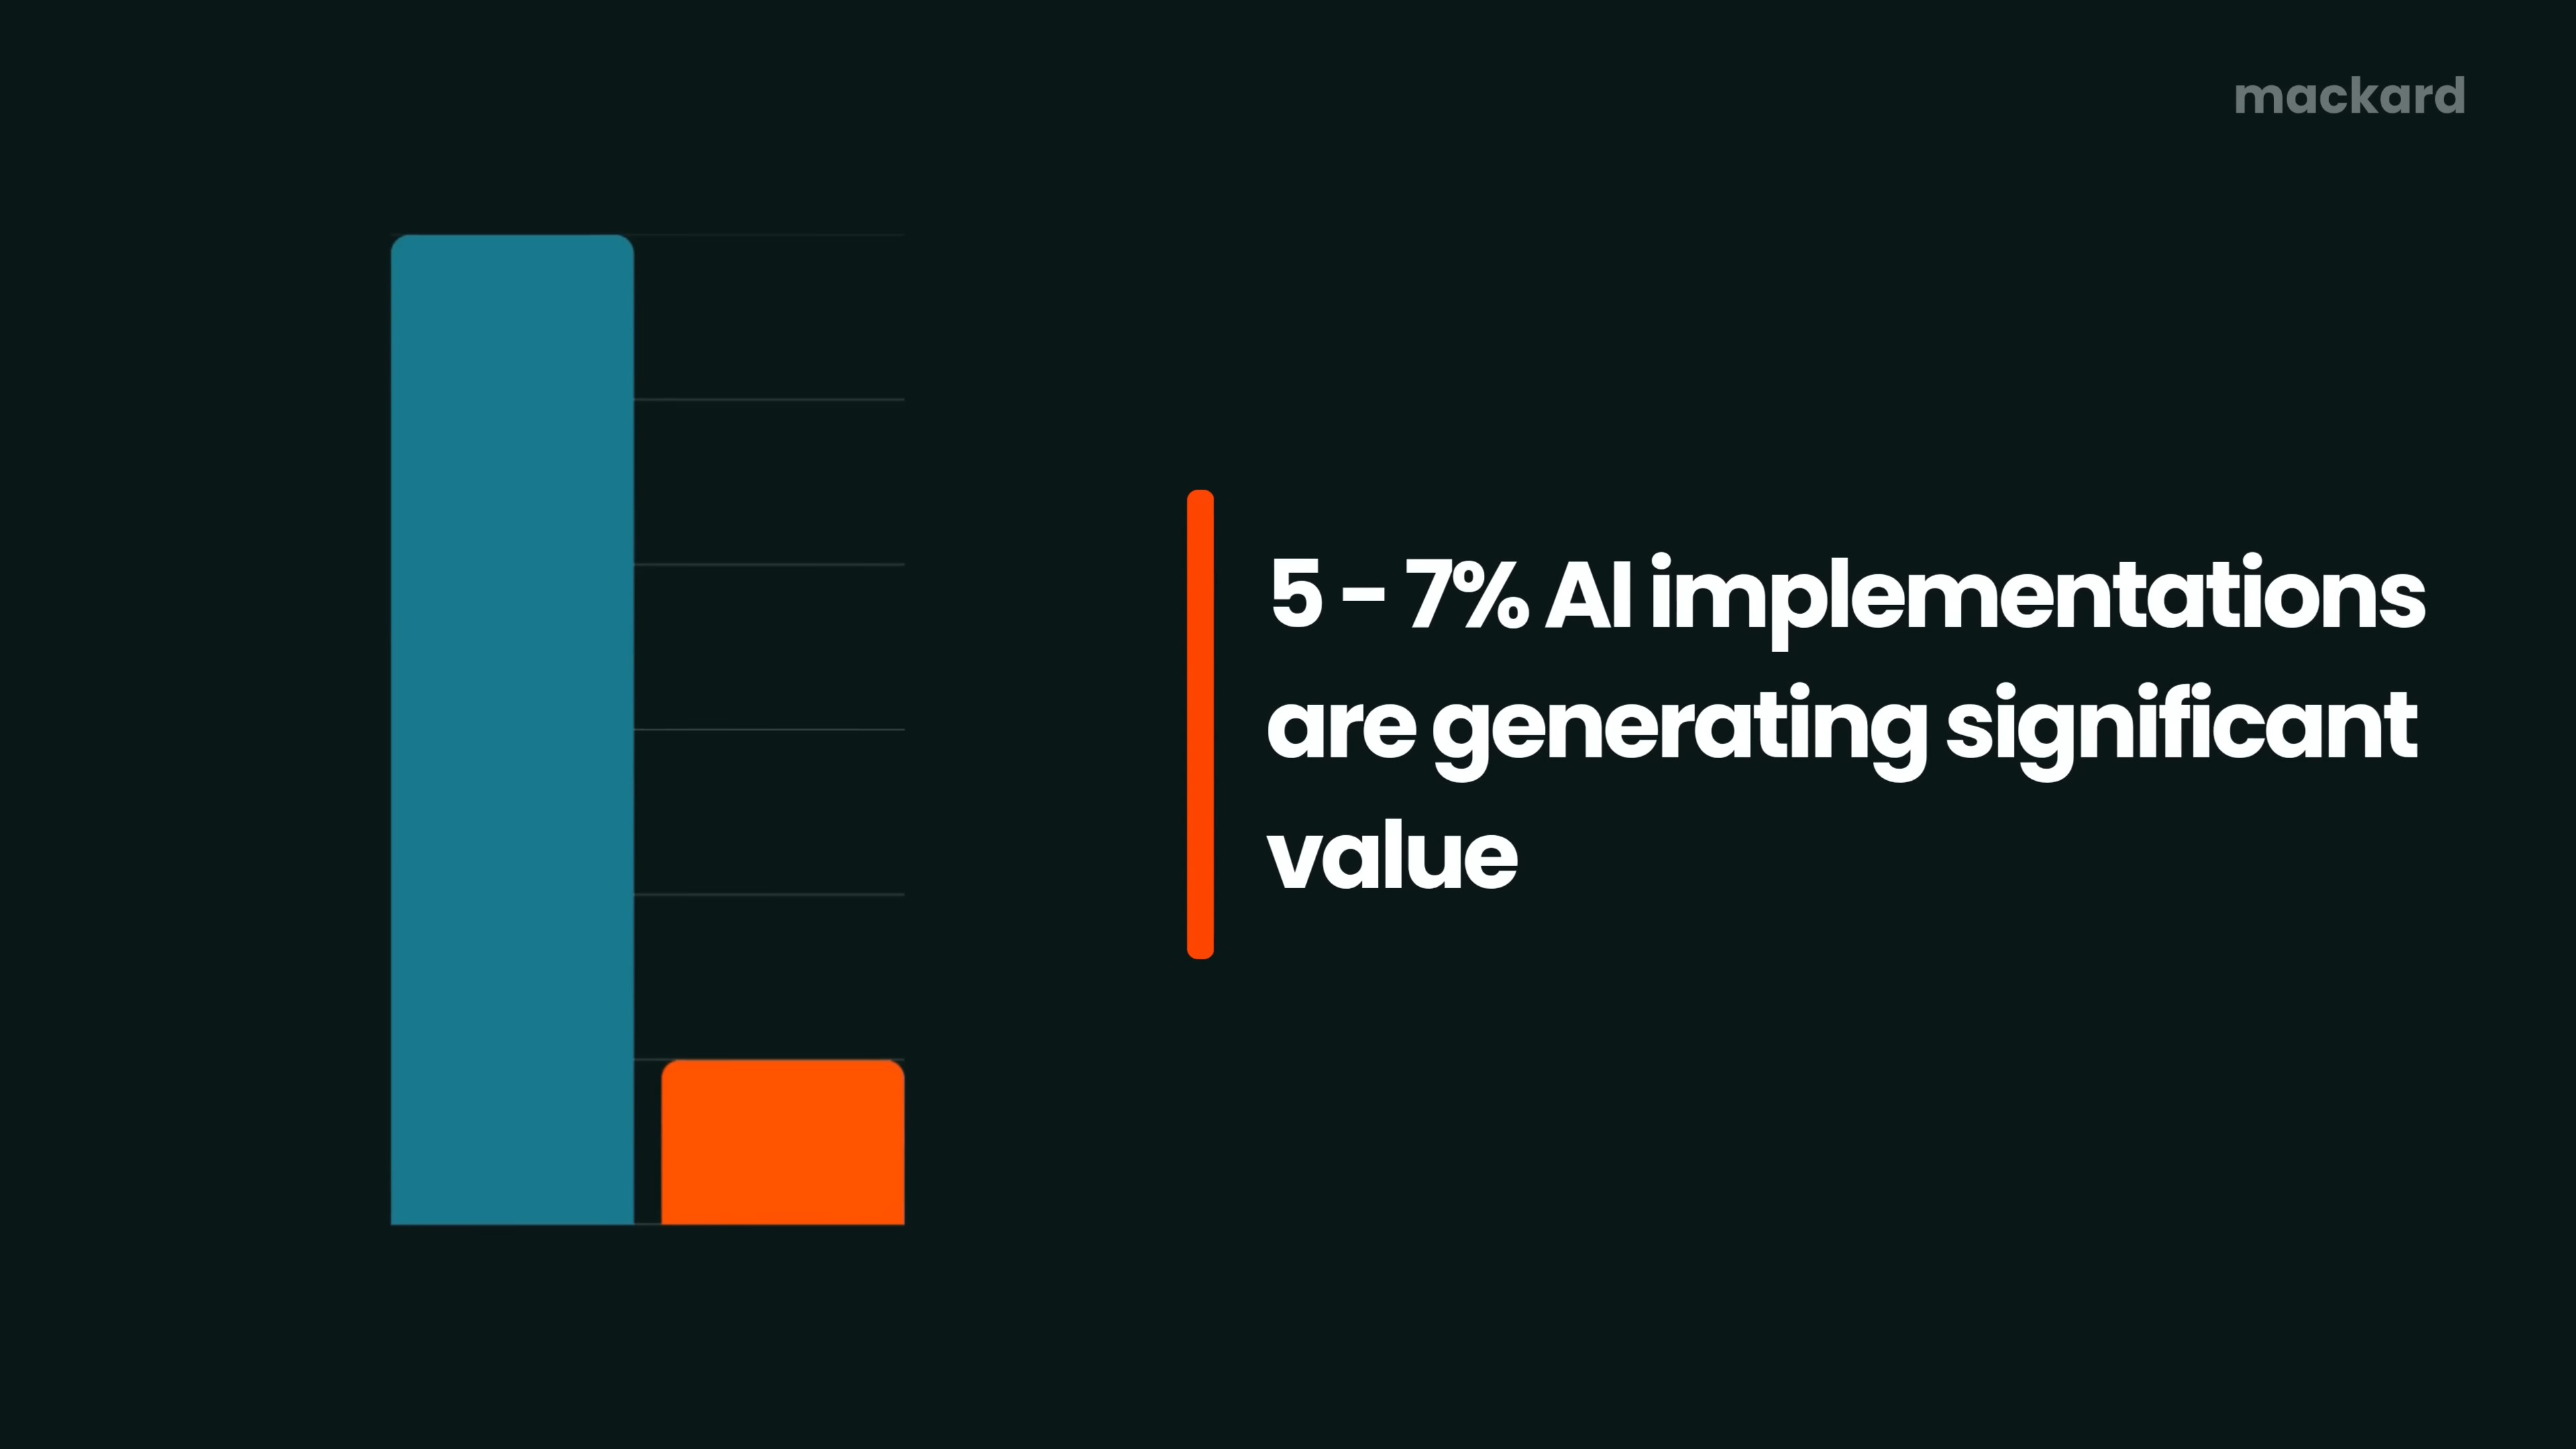 mackard
5 – 7% AI implementations
are generating significant
value